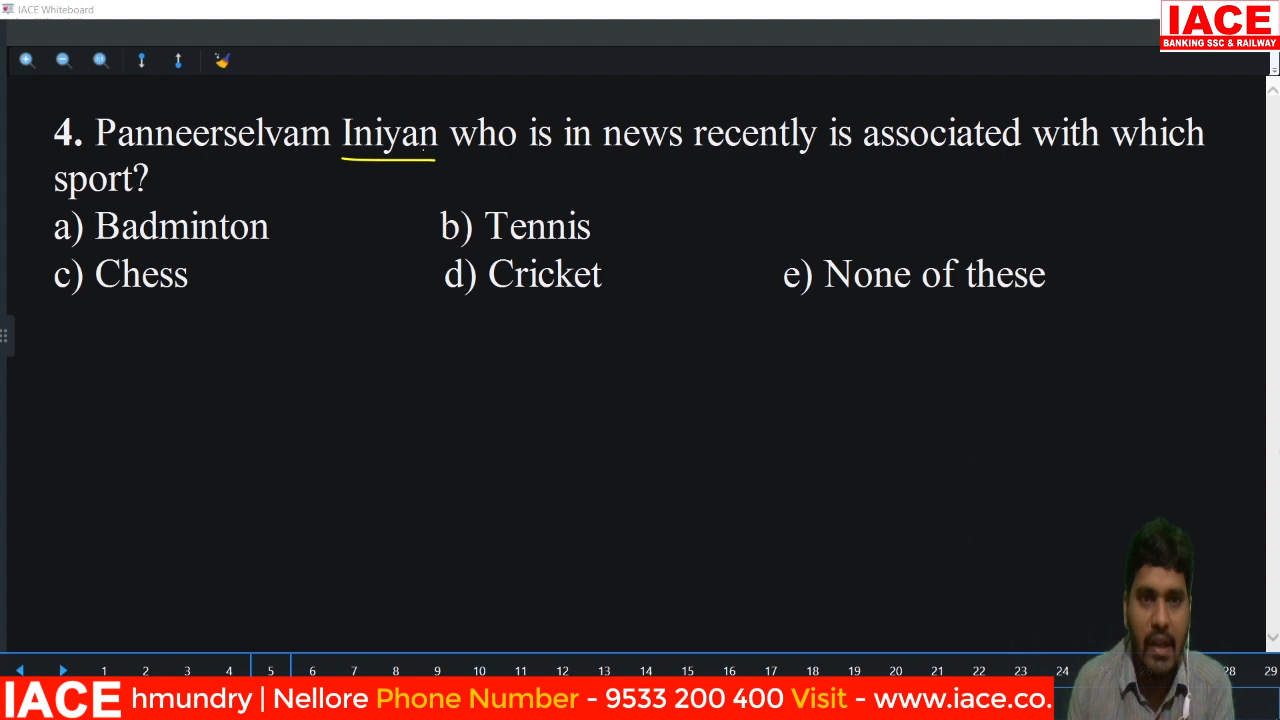 IACE Whiteboard
IACE
BANKING SSC & RAILWAY
4. Panneerselvam Iniyan who is in news recently is associated with which
sport?
a) Badminton b) Tennis
c) Chess d) Cricket e) None of these
1 2 3 4 5 6 7 8 9 10 11 12 13 14 15 16 17 18 19 20 21 22 23 24 28 29
IACE hmundry | Nellore Phone Number - 9533 200 400 Visit - www.iace.co.